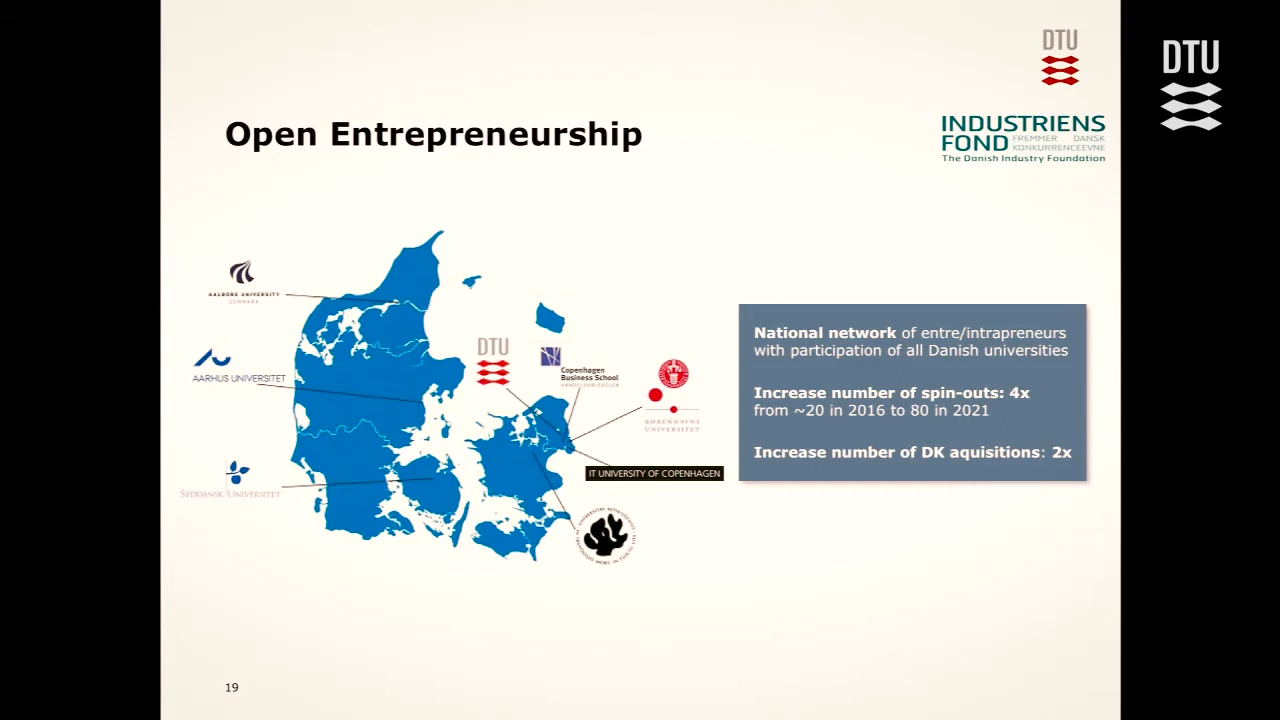 DTU
DTU
Open Entrepreneurship
INDUSTRIENS
FOND
FREMMER DANSK
KONKURRENCEEVNE
The Danish Industry Foundation
AALBORG UNIVERSITY
DENMARK
AARHUS UNIVERSITET
SYDDANSK UNIVERSITET
DTU
Copenhagen
Business School
HANDELSHØJSKOLEN
KØBENHAVNS
UNIVERSITET
IT UNIVERSITY OF COPENHAGEN
National network of entre/intrapreneurs
with participation of all Danish universities
Increase number of spin-outs: 4x
from ~20 in 2016 to 80 in 2021
Increase number of DK aquisitions: 2x
19